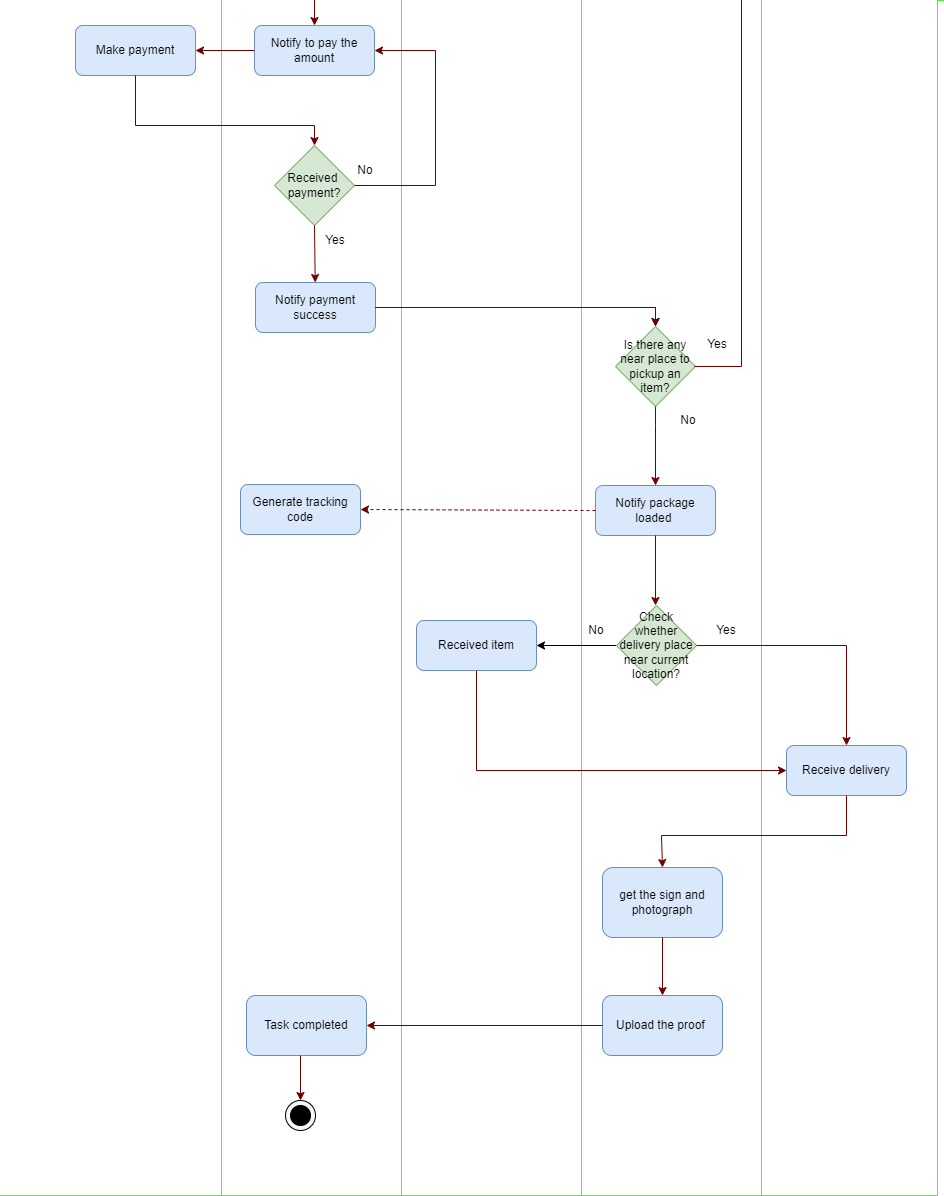 Make payment
Notify to pay the
amount
Received
payment?
No
Yes
Notify payment
success
Is there any
near place to
pickup an
item?
Yes
No
Generate tracking
code
Notify package
loaded
Received item
No
Check
whether
delivery place
near current
location?
Yes
Receive delivery
get the sign and
photograph
Task completed
Upload the proof